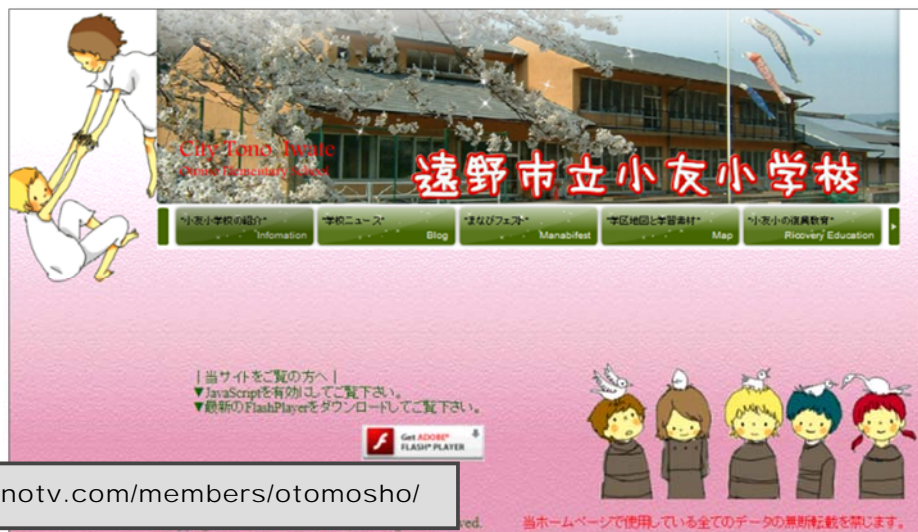 City Tono Iwate
Otomo Elementary School
遠野市立小友小学校
"小友小学校の紹介"
Infomation
"学校ニュース"
Blog
"まなびフェスト"
Manabifest
"学区地図と学習素材"
Map
"小友小の復興教育"
Ricovery Education
|当サイトをご覧の方へ|
▼JavaScriptを有効にしてご覧下さい。
▼最新のFlashPlayerをダウンロードしてご覧下さい。
Get ADOBE®
FLASH® PLAYER
notv.com/members/otomosho/
ved.
当ホームページで使用している全てのデータの無断転載を禁じます。